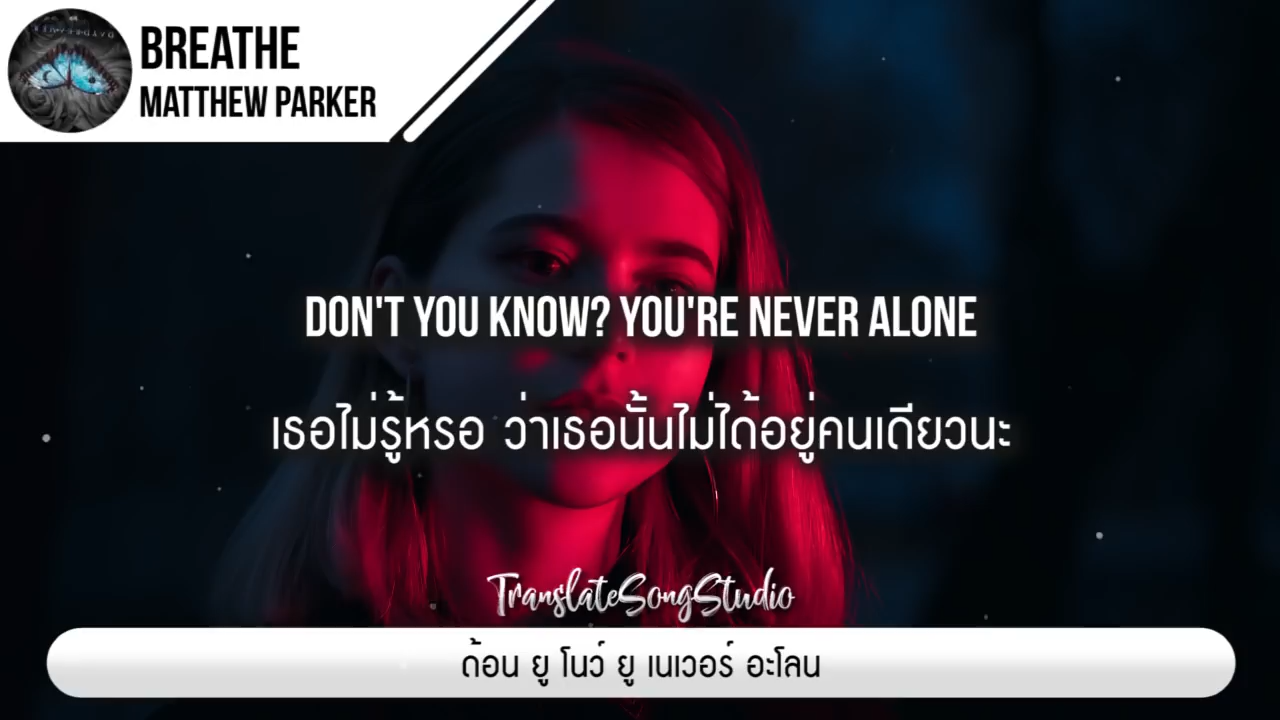 BREATHE
MATTHEW PARKER
DON'T YOU KNOW? YOU'RE NEVER ALONE
เธอไม่รู้หรอ ว่าเธอนั้นไม่ได้อยู่คนเดียวนะ
TranslateSongStudio
ด้อน ยู โนว์ ยู เนเวอร์ อะโลน